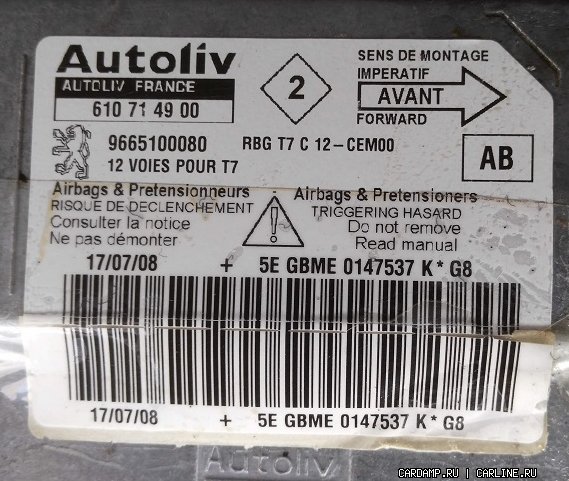 Autoliv
AUTOLIV FRANCE
610 71 49 00
2
SENS DE MONTAGE
IMPERATIF
AVANT
FORWARD
9665100080 RBG T7 C 12-CEM00
12 VOIES POUR T7
AB
Airbags & Pretensionneurs
RISQUE DE DECLENCHEMENT
Consulter la notice
Ne pas démonter
!
Airbags & Pretensioners
TRIGGERING HASARD
Do not remove
Read manual
17/07/08 + 5E GBME 0147537 K * G8
17/07/08 + 5E GBME 0147537 K * G8
Autoliv
CARDAMP.RU | CARLINE.RU